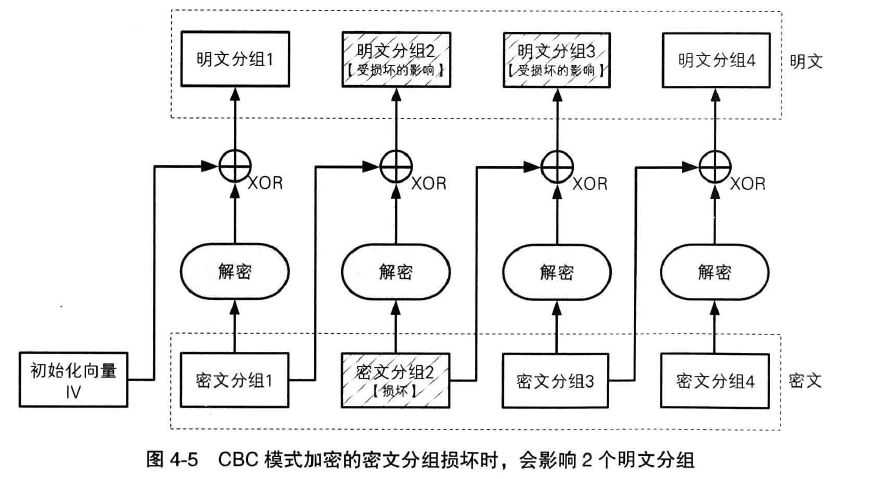 明文分组1
明文分组2
【受损坏的影响】
明文分组3
【受损坏的影响】
明文分组4
明文
XOR
XOR
XOR
XOR
解密
解密
解密
解密
初始化向量
IV
密文分组1
密文分组2
【损坏】
密文分组3
密文分组4
密文
图 4-5 CBC 模式加密的密文分组损坏时，会影响 2 个明文分组